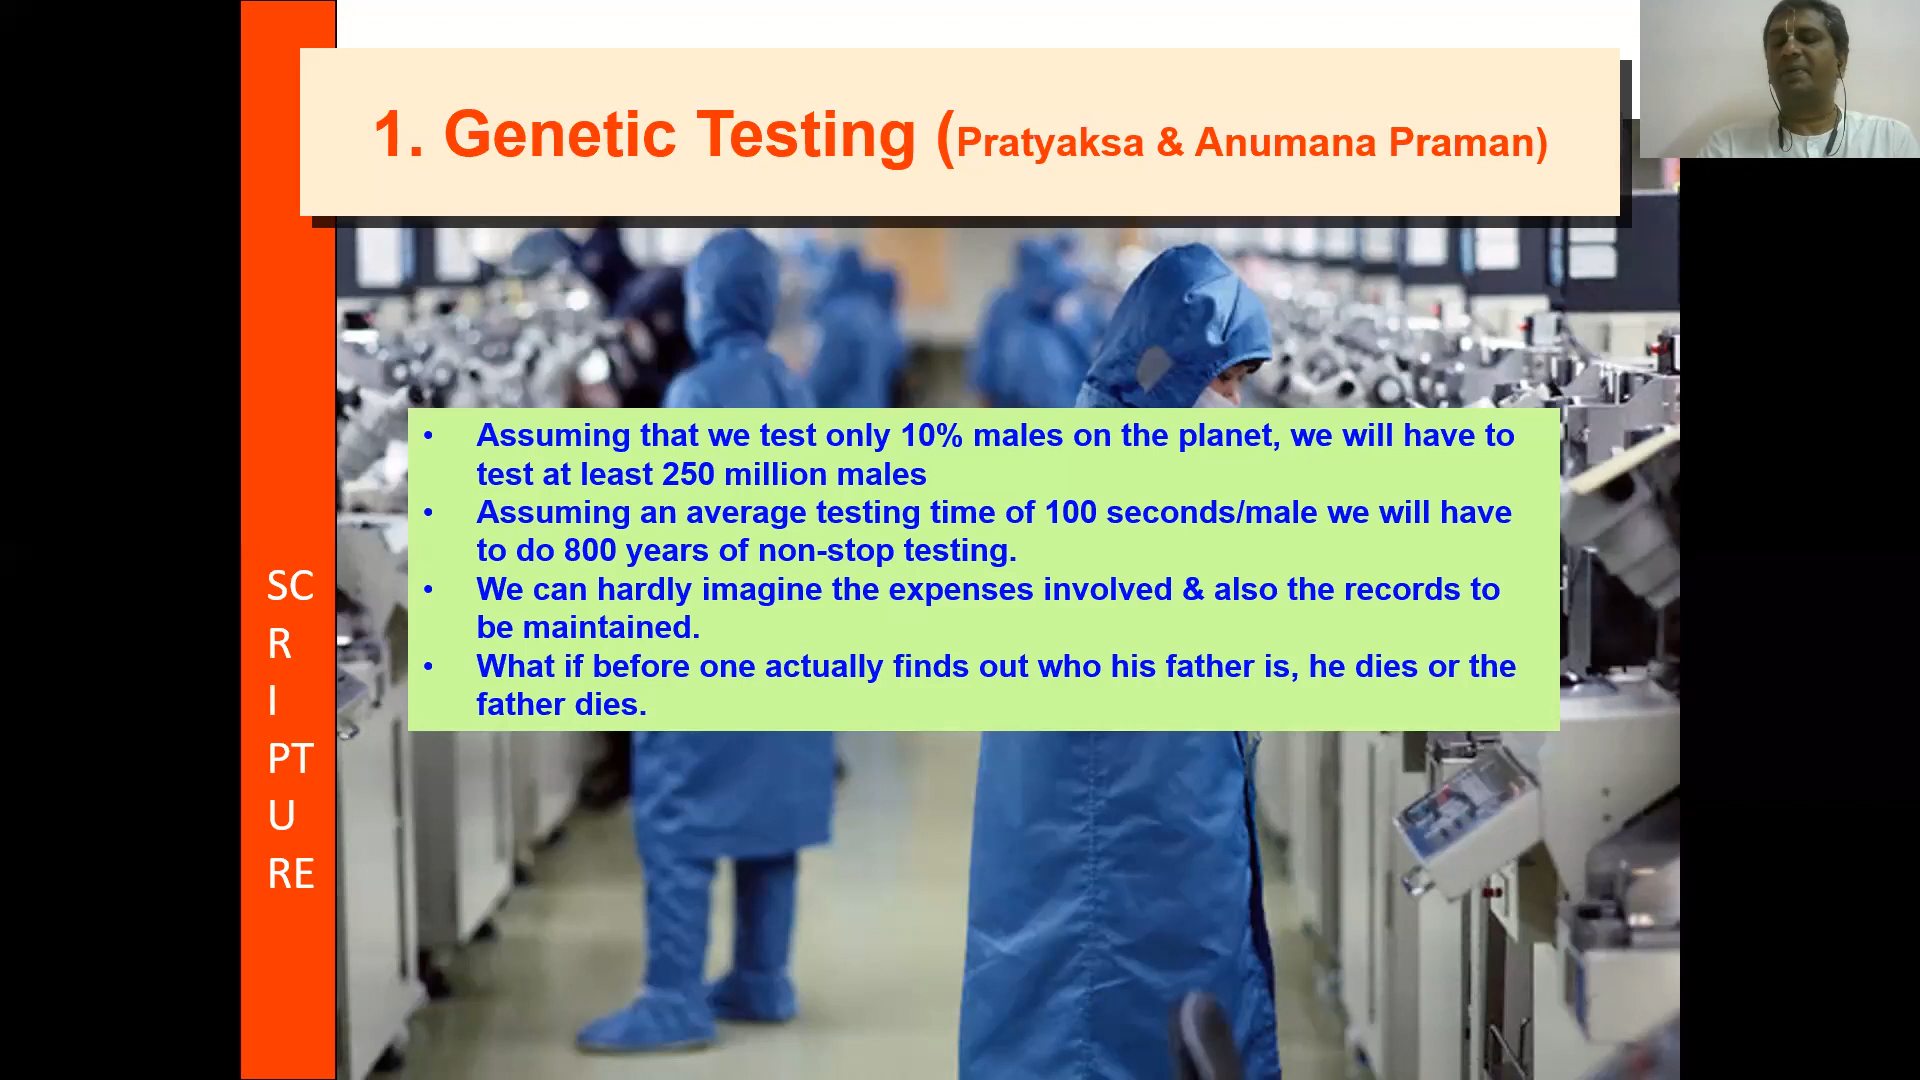 1. Genetic Testing (Pratyaksa & Anumana Praman)
• Assuming that we test only 10% males on the planet, we will have to
test at least 250 million males
• Assuming an average testing time of 100 seconds/male we will have
to do 800 years of non-stop testing.
• We can hardly imagine the expenses involved & also the records to
be maintained.
• What if before one actually finds out who his father is, he dies or the
father dies.
SC
R
I
PT
U
RE